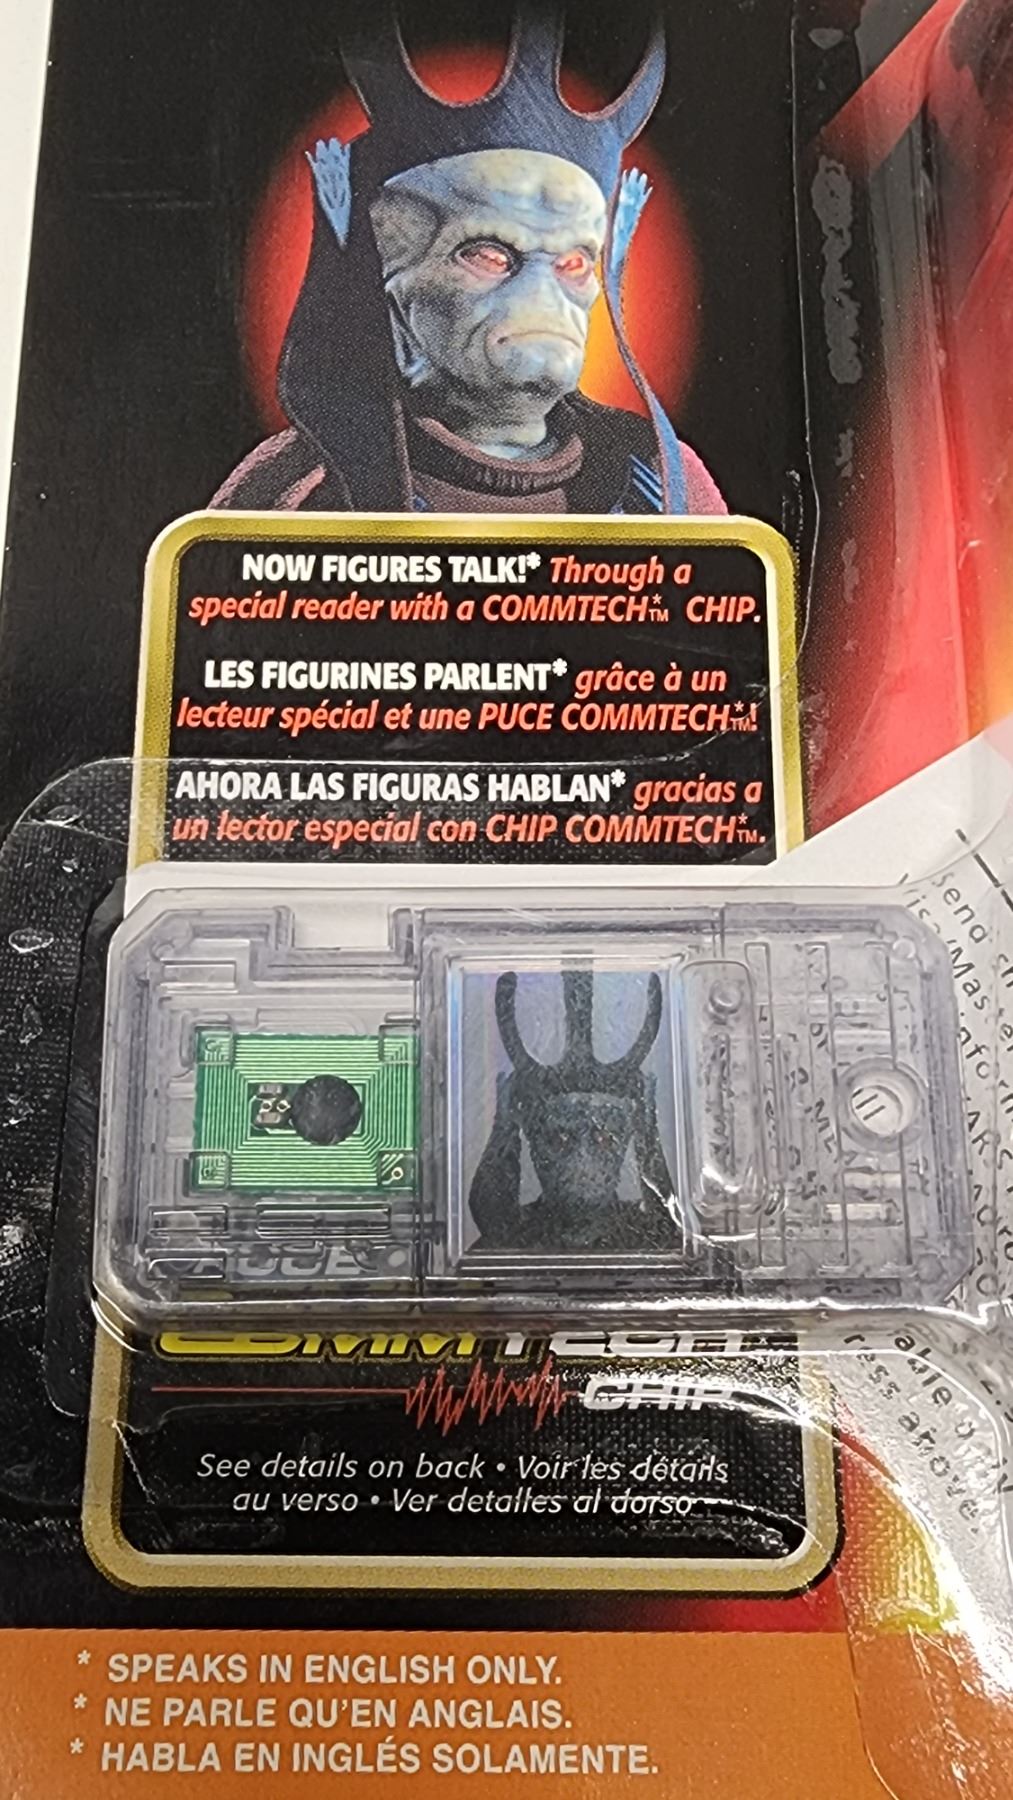 NOW FIGURES TALK!* Through a
special reader with a COMMTECH*™ CHIP.
LES FIGURINES PARLENT* grâce à un
lecteur spécial et une PUCE COMMTECH*™!
AHORA LAS FIGURAS HABLAN* gracias a
un lector especial con CHIP COMMTECH*™.
COMMTECH
CHIP
See details on back • Voir les détails
au verso • Ver detalles al dorso
* SPEAKS IN ENGLISH ONLY.
* NE PARLE QU'EN ANGLAIS.
* HABLA EN INGLÉS SOLAMENTE.
Send